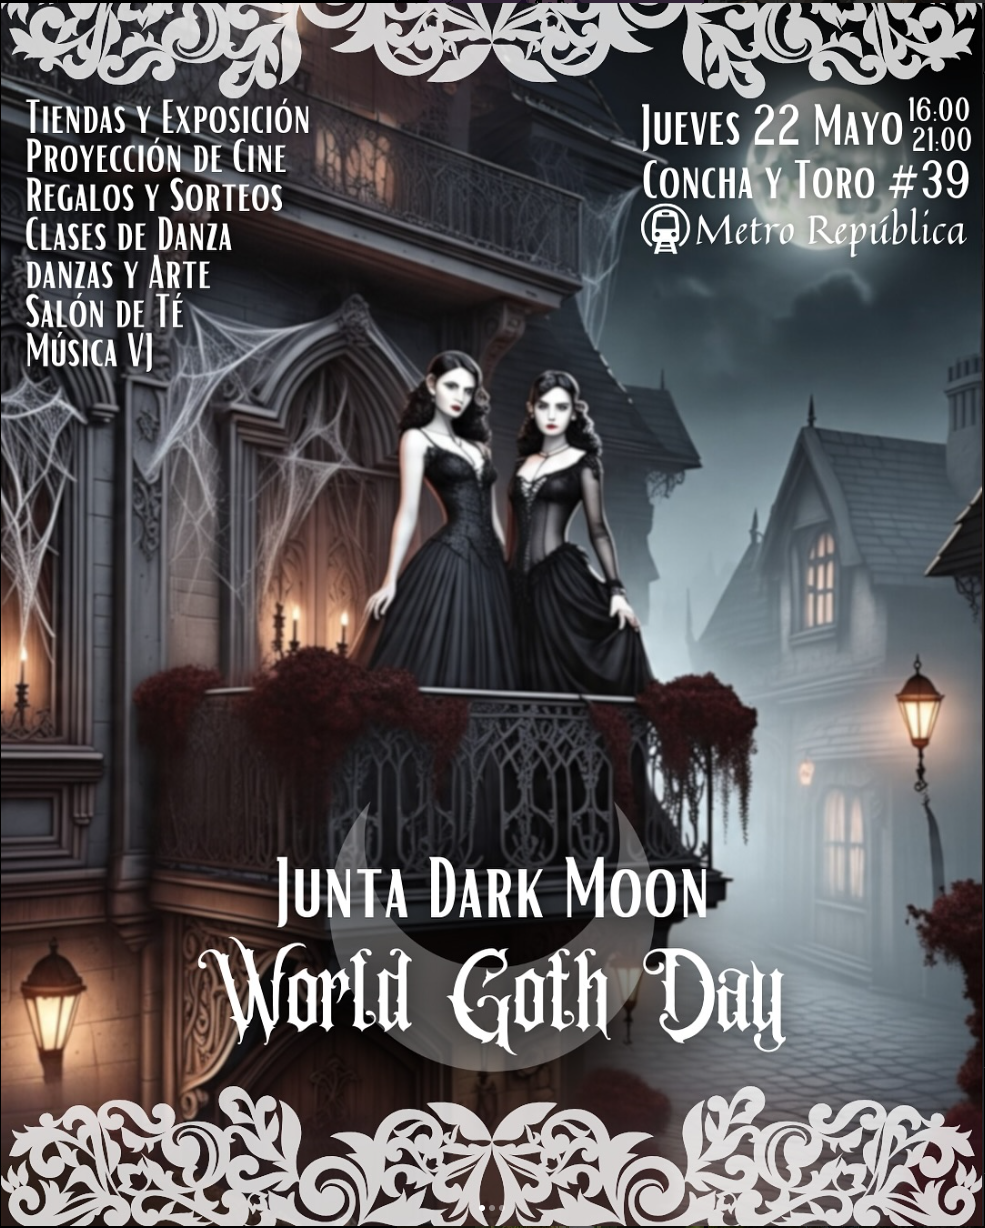 Tiendas y Exposición
Proyección de Cine
Regalos y Sorteos
Clases de Danza
danzas y Arte
Salón de Té
Música VJ
Jueves 22 Mayo 16:00
21:00
Concha y Toro #39
Metro República
Junta Dark Moon
World Goth Day